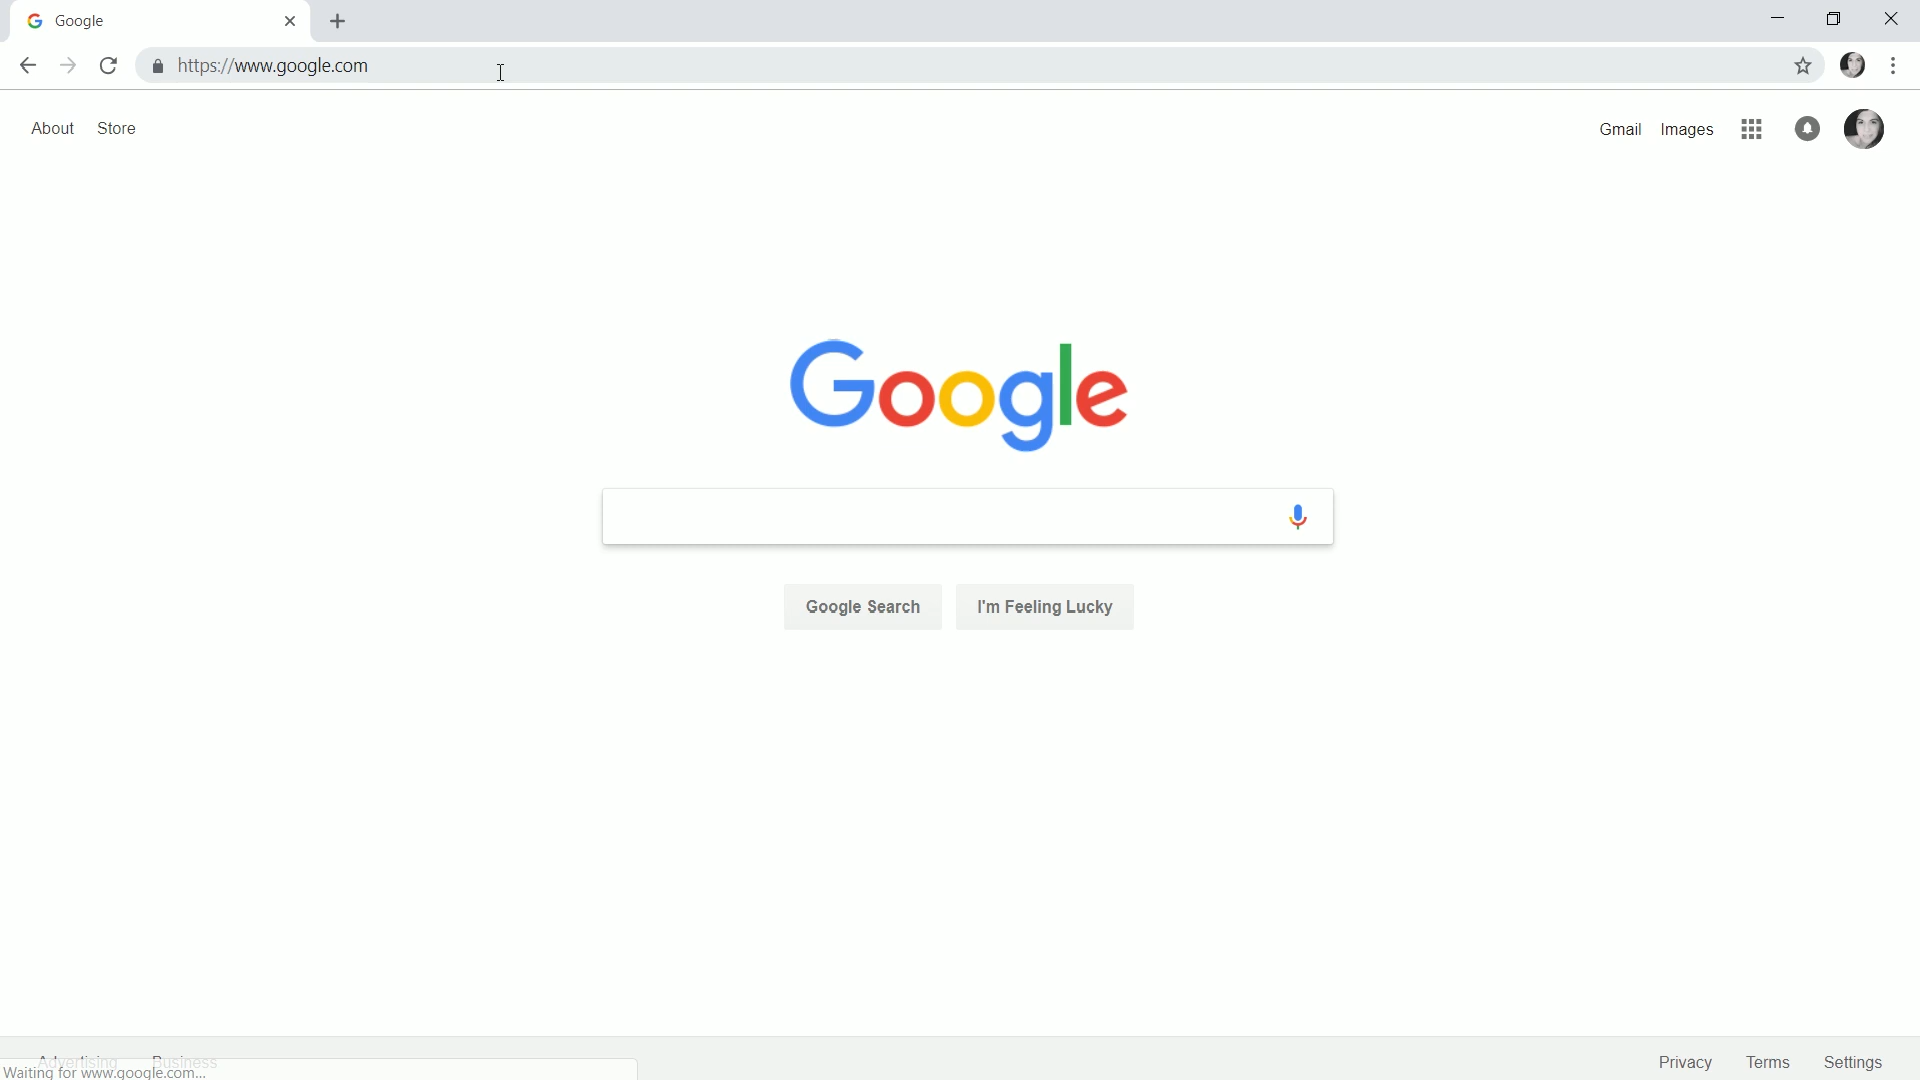 Google
https://www.google.com
About Store
Gmail Images
Google
Google Search I'm Feeling Lucky
Advertising Business
Privacy Terms Settings
Waiting for www.google.com...